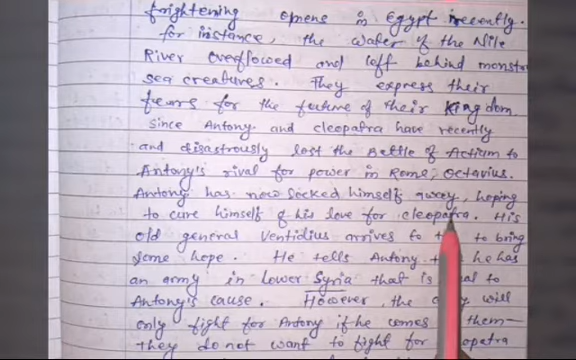 frightening omens in Egypt recently.
for instance, the water of the Nile
River overflowed and left behind monst
sea creatures. They express their
fears for the future of their Kingdom
since Antony and cleopatra have recently
and disastrously lost the Battle of Actium to
Antony's rival for power in Rome, Octavius.
Antony has now locked himself away, hoping
to cure himself of his love for cleopatra. His
old general Ventidius arrives to to bring
some hope. He tells Antony he has
an army in Lower Syria that is to
Antony's cause. However, the will
only fight for Antony if he comes them—
they do not want to fight for opatra